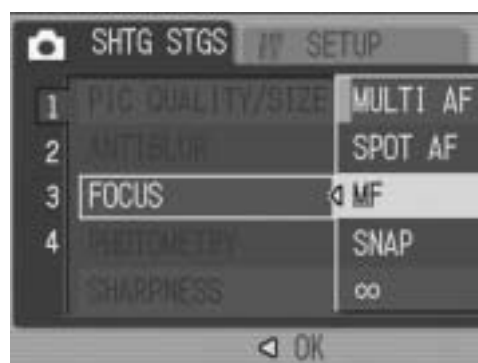 SHTG STGS SETUP
1 PIC QUALITY/SIZE MULTI AF
2 ANTIBLUR SPOT AF
3 FOCUS MF
4 PHOTOMETRY SNAP
SHARPNESS ∞
OK